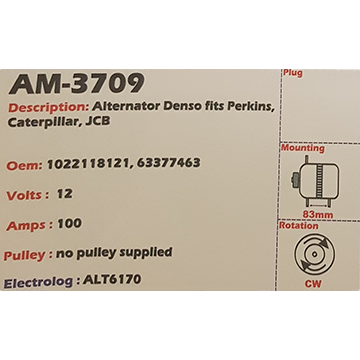 AM-3709
Description: Alternator Denso fits Perkins,
Caterpillar, JCB
Oem: 1022118121, 63377463
Volts : 12
Amps : 100
Pulley : no pulley supplied
Electrolog : ALT6170
Plug
Mounting
83mm
Rotation
CW